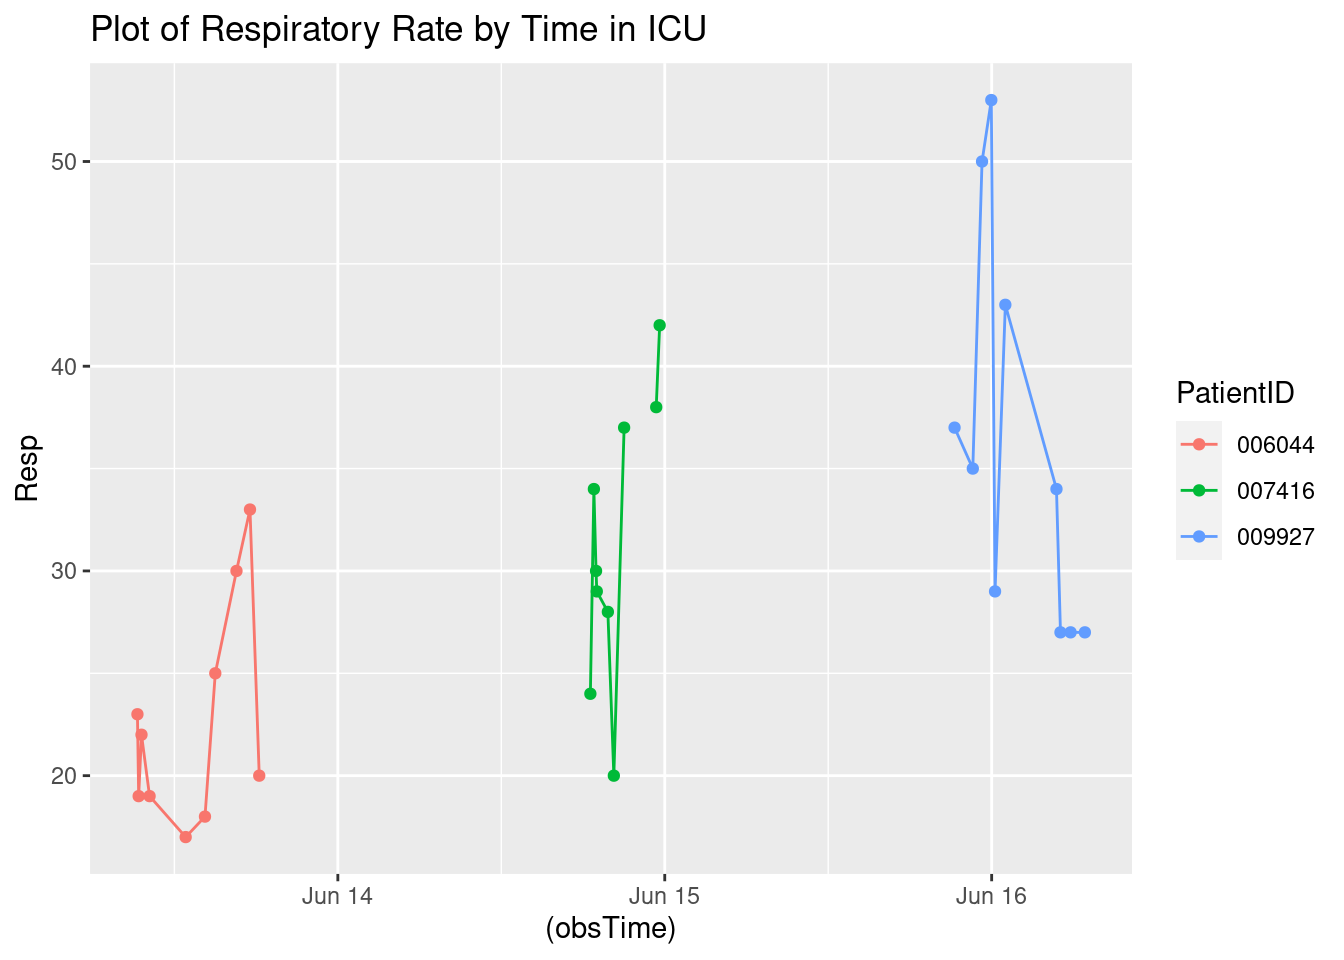 Plot of Respiratory Rate by Time in ICU
50
40
30
20
Resp
Jun 14
Jun 15
Jun 16
(obsTime)
PatientID
006044
007416
009927